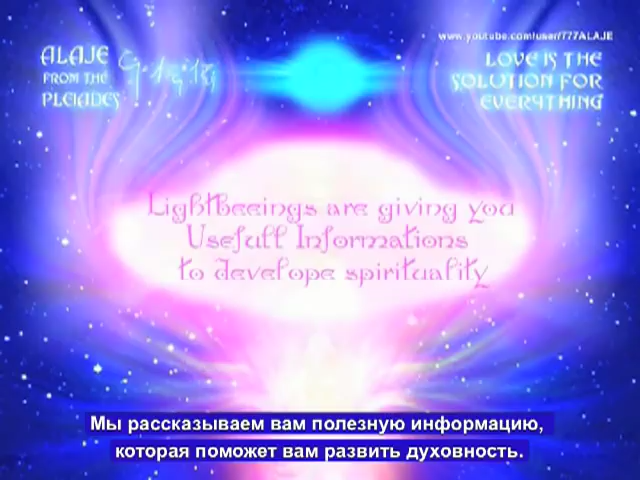 www.youtube.com/user/777ALAJE
ALAJE
FROM THE
PLEIADES
LOVE IS THE
SOLUTION FOR
EVERYTHING
Lightbeeings are giving you
Usefull Informations
to develope spirituality
Мы рассказываем вам полезную информацию,
которая поможет вам развить духовность.